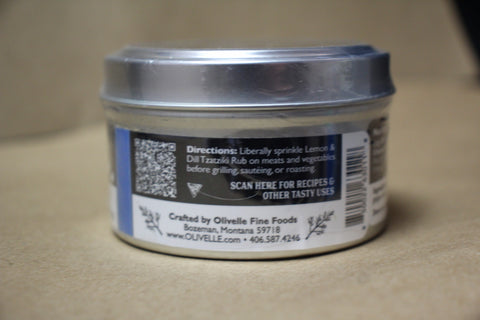 Directions: Liberally sprinkle Lemon &
Dill Tzatziki Rub on meats and vegetables
before grilling, sautéing, or roasting.
SCAN HERE FOR RECIPES &
OTHER TASTY USES
Crafted by Olivelle Fine Foods
Bozeman, Montana 59718
www.OLIVELLE.com • 406.587.4246